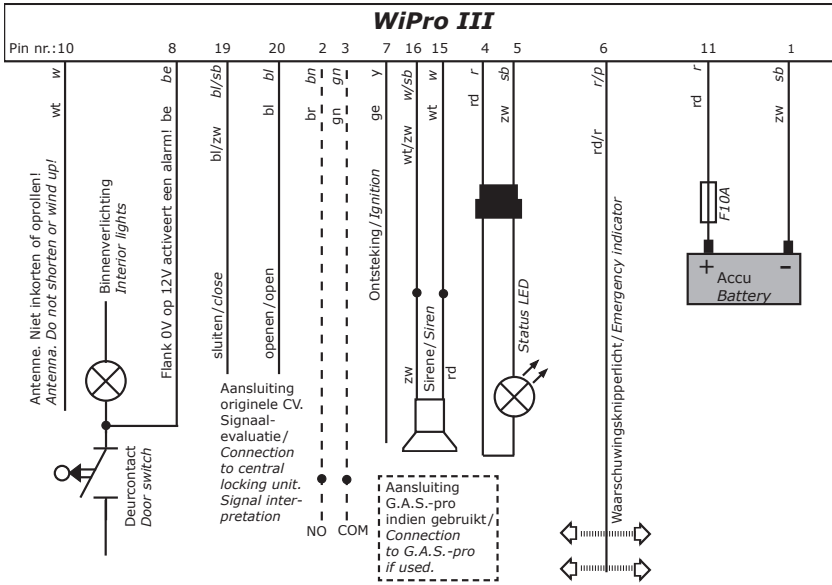 WiPro III
Pin nr.:10 8 19 20 2 3 7 16 15 4 5 6 11 1
w be bl/sb bl bn gn y w/sb w r sb r/p r sb
wt be bl/zw bl br gn ge wt/zw wt rd zw rd/r rd zw
Antenne. Niet inkorten of oprollen!
Antenna. Do not shorten or wind up!
Binnenverlichting
Interior lights
Flank 0V op 12V activeert een alarm!
sluiten/close
openen/open
Ontsteking/Ignition
zw
Sirene/Siren
rd
Status LED
Waarschuwingsknipperlicht/Emergency indicator
F10A
+ -
Accu
Battery
Deurcontact
Door switch
Aansluiting
originele CV.
Signaal-
evaluatie/
Connection
to central
locking unit.
Signal inter-
pretation
NO COM
Aansluiting
G.A.S.-pro
indien gebruikt/
Connection
to G.A.S.-pro
if used.